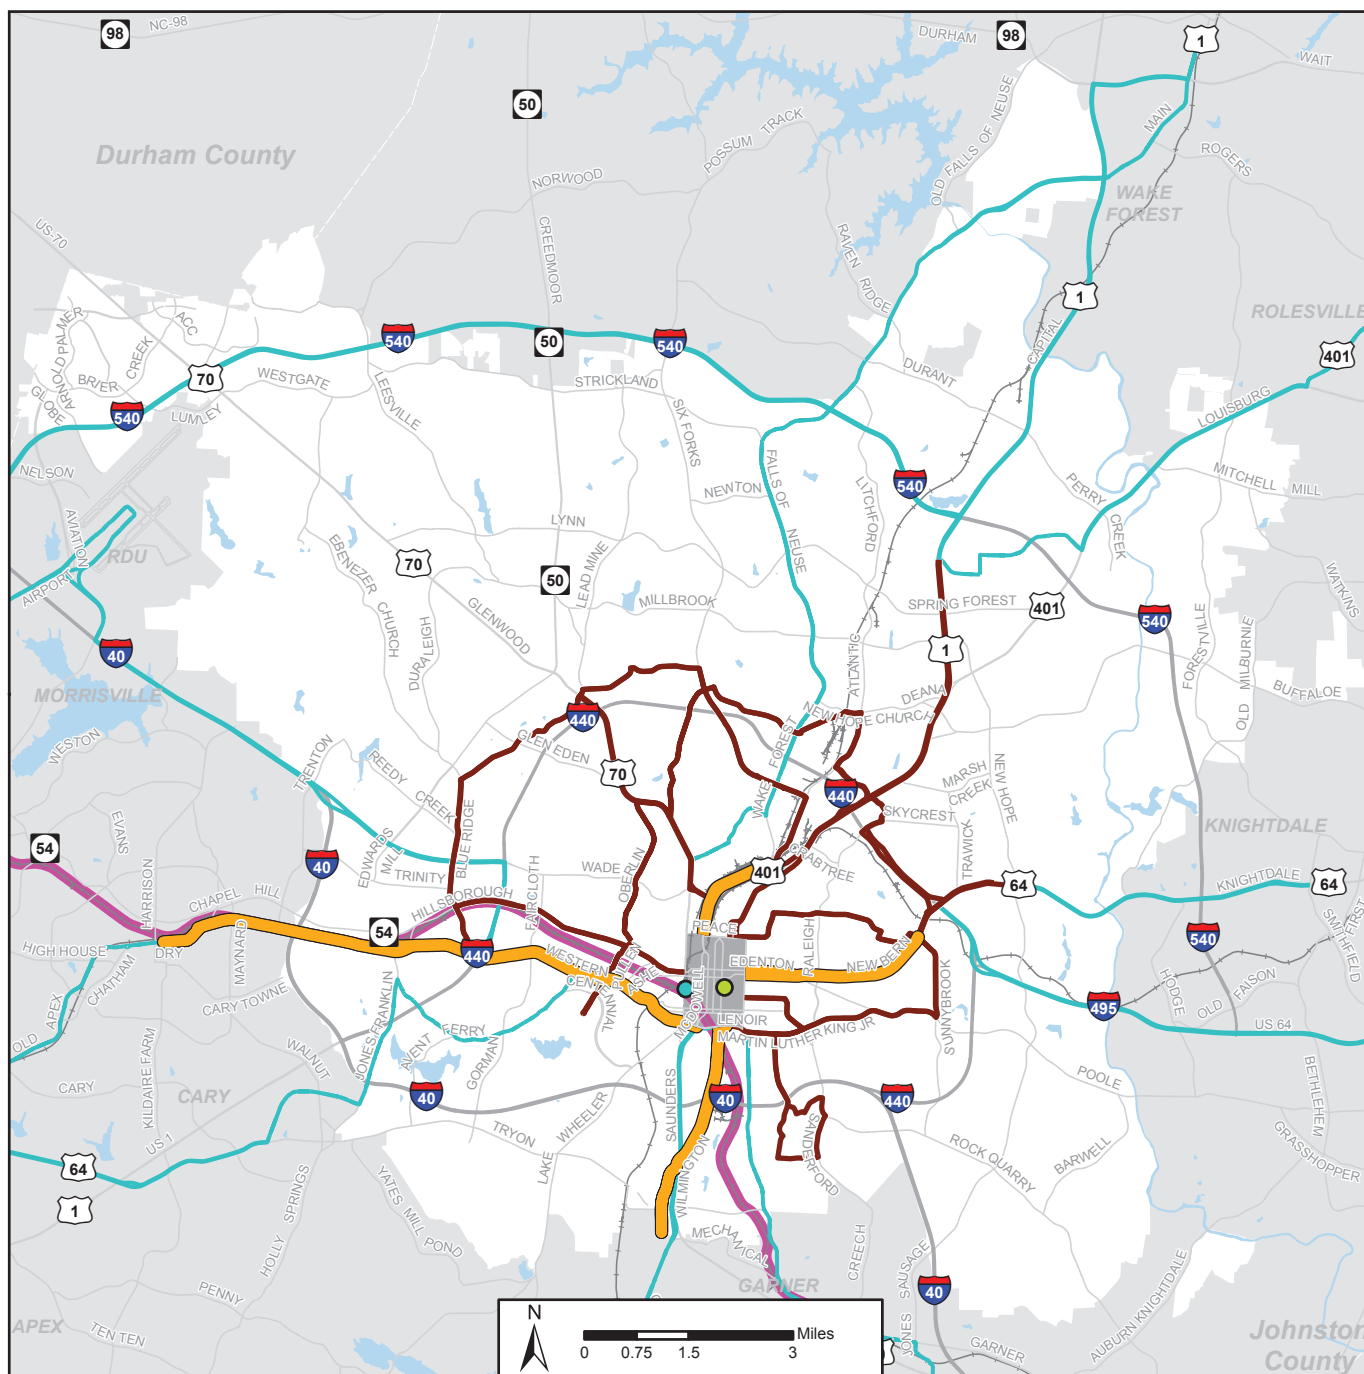 98
NC-98
DURHAM
98
1
WAIT
50
Durham County
POSSUM TRACK
OLD FALLS OF NEUSE
MAIN
ROGERS
NORWOOD
WAKE
FOREST
US-70
CREEDMOOR
RAVEN RIDGE
1
ROLESVILLE
ARNOLD PALMER
ACC
540
50
540
CAPITAL
401
BRIER CREEK
70
WESTGATE
LEESVILLE
STRICKLAND
DURANT
GLOBE
540
LUMLEY
SIX FORKS
LOUISBURG
NELSON
NEWTON
FALLS OF NEUSE
LITCHFORD
540
PERRY CREEK
MITCHELL MILL
AVIATION
LYNN
RDU
EBENEZER CHURCH
70
LEAD MINE
AIRPORT
50
MILLBROOK
SPRING FOREST
401
WATKINS
DURALEIGH
GLENWOOD
540
40
ATLANTIC
1
FORESTVILLE
OLD MILBURNIE
MORRISVILLE
DEANA
BUFFALOE
440
NEW HOPE CHURCH
WESTON
TRENTON
GLEN EDEN
WAKE FOREST
REEDY CREEK
70
MARSH CREEK
NEW HOPE
440
EVANS
BLUE RIDGE
SKYCREST
TRAWICK
KNIGHTDALE
54
HARRISON
40
EDWARDS MILL
TRINITY
FAIRCLOTH
WADE
OBERLIN
401
CRABTREE
64
KNIGHTDALE
64
CHAPEL HILL
HILLSBOROUGH
SMITHFIELD
FIRST
HIGH HOUSE
DRY
MAYNARD
54
440
WESTERN
PULLEN
ASHE
PEACE
EDENTON
RALEIGH
NEW BERN
540
CHATHAM
CENTENNIAL
MCDOWELL
SUNNYBROOK
HODGE
OLD FAISON
APEX
OLD
CARY TOWNE
JONES FRANKLIN
AVENT FERRY
GORMAN
LENOIR
MARTIN LUTHER KING JR
495
US 64
WALNUT
CARY
KILDAIRE FARM
CARY
40
SAUNDERS
40
440
POOLE
BETHLEHEM
US 1
TRYON
LAKE WHEELER
WILMINGTON
SANDERFORD
ROCK QUARRY
BARWELL
GRASSHOPPER
64
1
HOLLY SPRINGS
YATES MILL POND
MECHANICAL
CREECH
JONES SAUSAGE
PENNY
GARNER
40
AUBURN KNIGHTDALE
APEX
TEN TEN
N
Miles
0 0.75 1.5 3
GARNER
Johnston
County